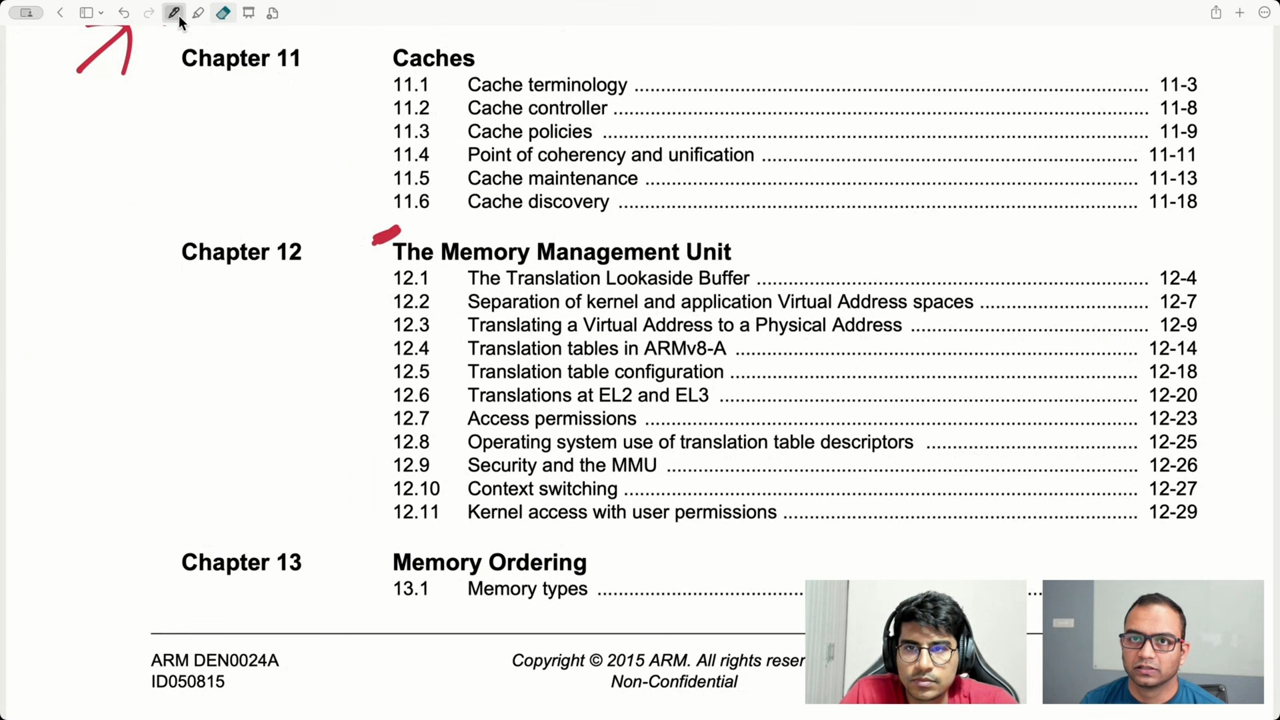 Chapter 11 Caches
11.1 Cache terminology ........................................ 11-3
11.2 Cache controller ........................................ 11-8
11.3 Cache policies ........................................ 11-9
11.4 Point of coherency and unification ........................................ 11-11
11.5 Cache maintenance ........................................ 11-13
11.6 Cache discovery ........................................ 11-18
Chapter 12 The Memory Management Unit
12.1 The Translation Lookaside Buffer ........................................ 12-4
12.2 Separation of kernel and application Virtual Address spaces ........................................ 12-7
12.3 Translating a Virtual Address to a Physical Address ........................................ 12-9
12.4 Translation tables in ARMv8-A ........................................ 12-14
12.5 Translation table configuration ........................................ 12-18
12.6 Translations at EL2 and EL3 ........................................ 12-20
12.7 Access permissions ........................................ 12-23
12.8 Operating system use of translation table descriptors ........................................ 12-25
12.9 Security and the MMU ........................................ 12-26
12.10 Context switching ........................................ 12-27
12.11 Kernel access with user permissions ........................................ 12-29
Chapter 13 Memory Ordering
13.1 Memory types ........................................
ARM DEN0024A Copyright © 2015 ARM. All rights reser
ID050815 Non-Confidential